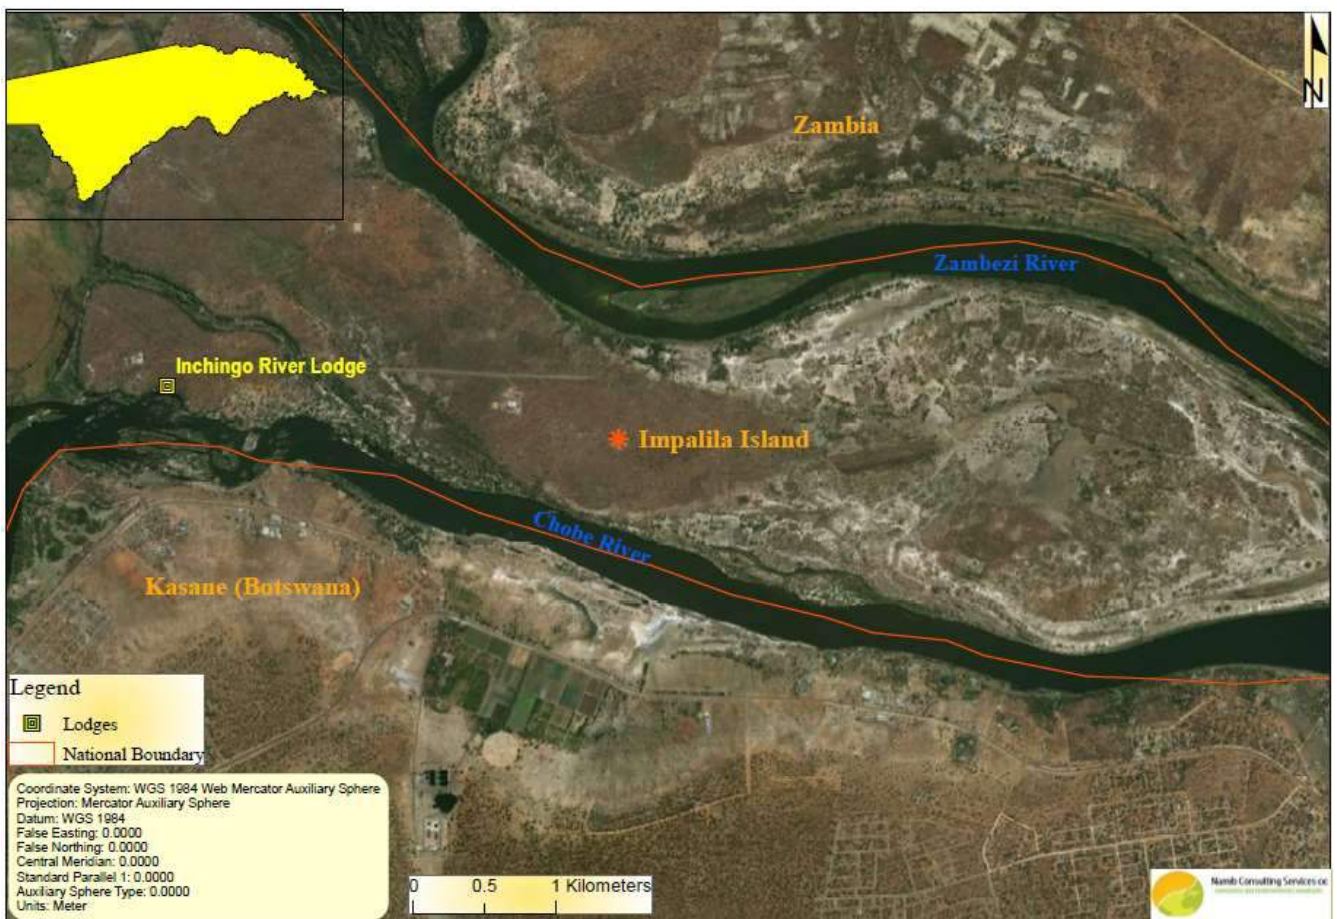 N
Zambia
Zambezi River
Inchingo River Lodge
Impalila Island
Chobe River
Kasane (Botswana)
Legend
Lodges
National Boundary
Coordinate System: WGS 1984 Web Mercator Auxiliary Sphere
Projection: Mercator Auxiliary Sphere
Datum: WGS 1984
False Easting: 0.0000
False Northing: 0.0000
Central Meridian: 0.0000
Standard Parallel 1: 0.0000
Auxiliary Sphere Type: 0.0000
Units: Meter
0 0.5 1 Kilometers
Namib Consulting Services cc